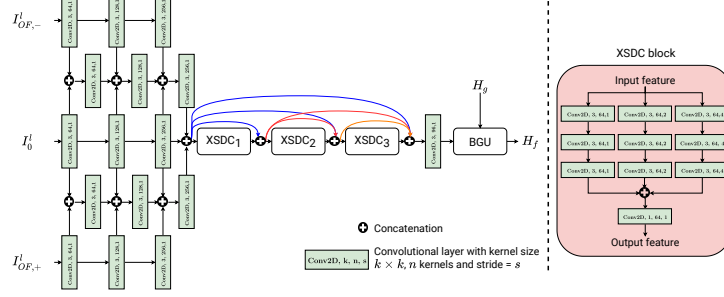 I^l_{OF,-}
Conv2D, 3, 64,1
Conv2D, 3, 128,1
Conv2D, 3, 256,1
Conv2D, 3, 64,1
Conv2D, 3, 128,1
Conv2D, 3, 256,1
I^l_0
Conv2D, 3, 64,1
Conv2D, 3, 128,1
Conv2D, 3, 256,1
XSDC_1
XSDC_2
XSDC_3
Conv2D, 3, 98,1
H_g
BGU
H_f
Conv2D, 3, 64,1
Conv2D, 3, 128,1
Conv2D, 3, 256,1
I^l_{OF,+}
Conv2D, 3, 64,1
Conv2D, 3, 128,1
Conv2D, 3, 256,1
Concatenation
Conv2D, k, n, s
Convolutional layer with kernel size
k × k, n kernels and stride = s
XSDC block
Input feature
Conv2D, 3, 64,1
Conv2D, 3, 64,2
Conv2D, 3, 64,4
Conv2D, 3, 64,1
Conv2D, 3, 64,2
Conv2D, 3, 64,4
Conv2D, 3, 64,1
Conv2D, 3, 64,2
Conv2D, 3, 64,4
Conv2D, 1, 64, 1
Output feature